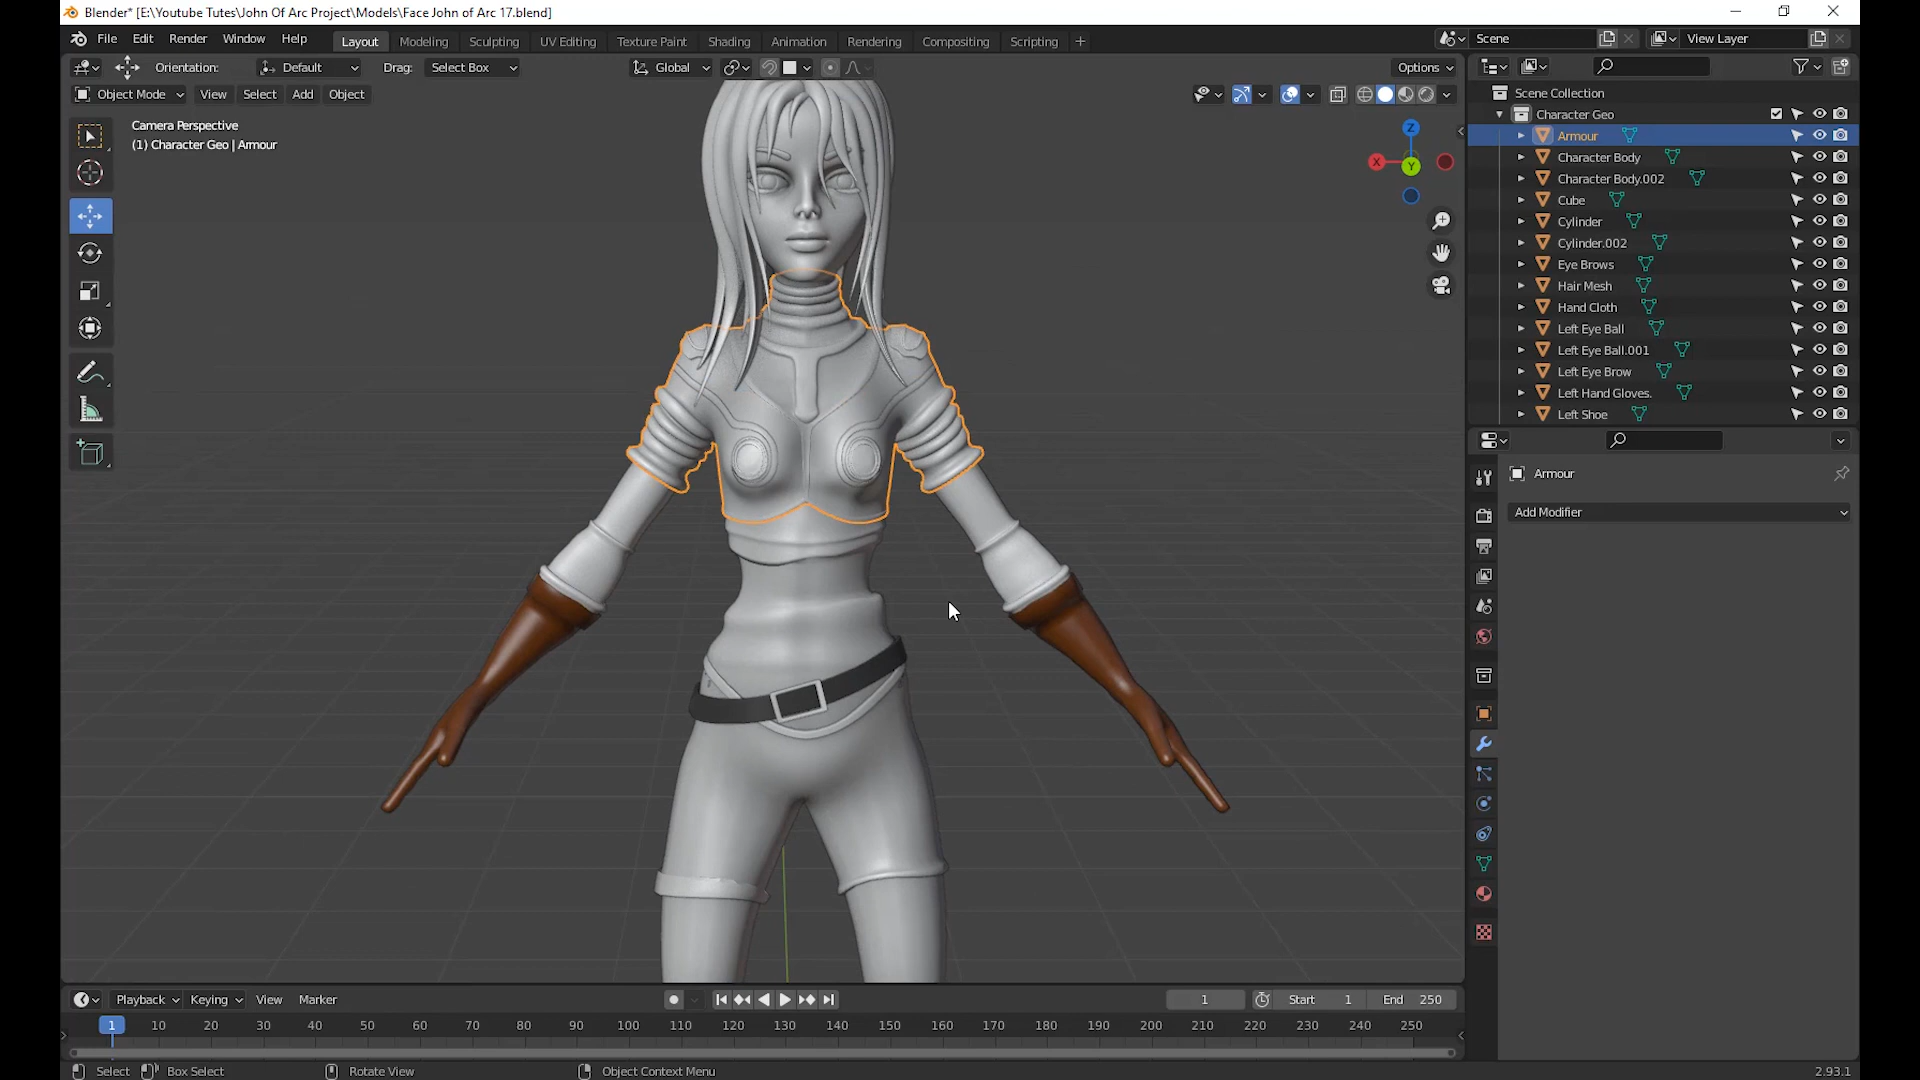 Blender* [E:\Youtube Tutes\John Of Arc Project\Models\Face John of Arc 17.blend]
File Edit Render Window Help Layout Modeling Sculpting UV Editing Texture Paint Shading Animation Rendering Compositing Scripting + Scene View Layer
Orientation: Default Drag: Select Box Global Options
Object Mode View Select Add Object
Scene Collection
Camera Perspective
(1) Character Geo | Armour
Character Geo
Armour
Character Body
Character Body.002
Cube
Cylinder
Cylinder.002
Eye Brows
Hair Mesh
Hand Cloth
Left Eye Ball
Left Eye Ball.001
Left Eye Brow
Left Hand Gloves.
Left Shoe
Z
X
Y
Armour
Add Modifier
Playback Keying View Marker 1 Start 1 End 250
1 10 20 30 40 50 60 70 80 90 100 110 120 130 140 150 160 170 180 190 200 210 220 230 240 250
Select Box Select Rotate View Object Context Menu 2.93.1